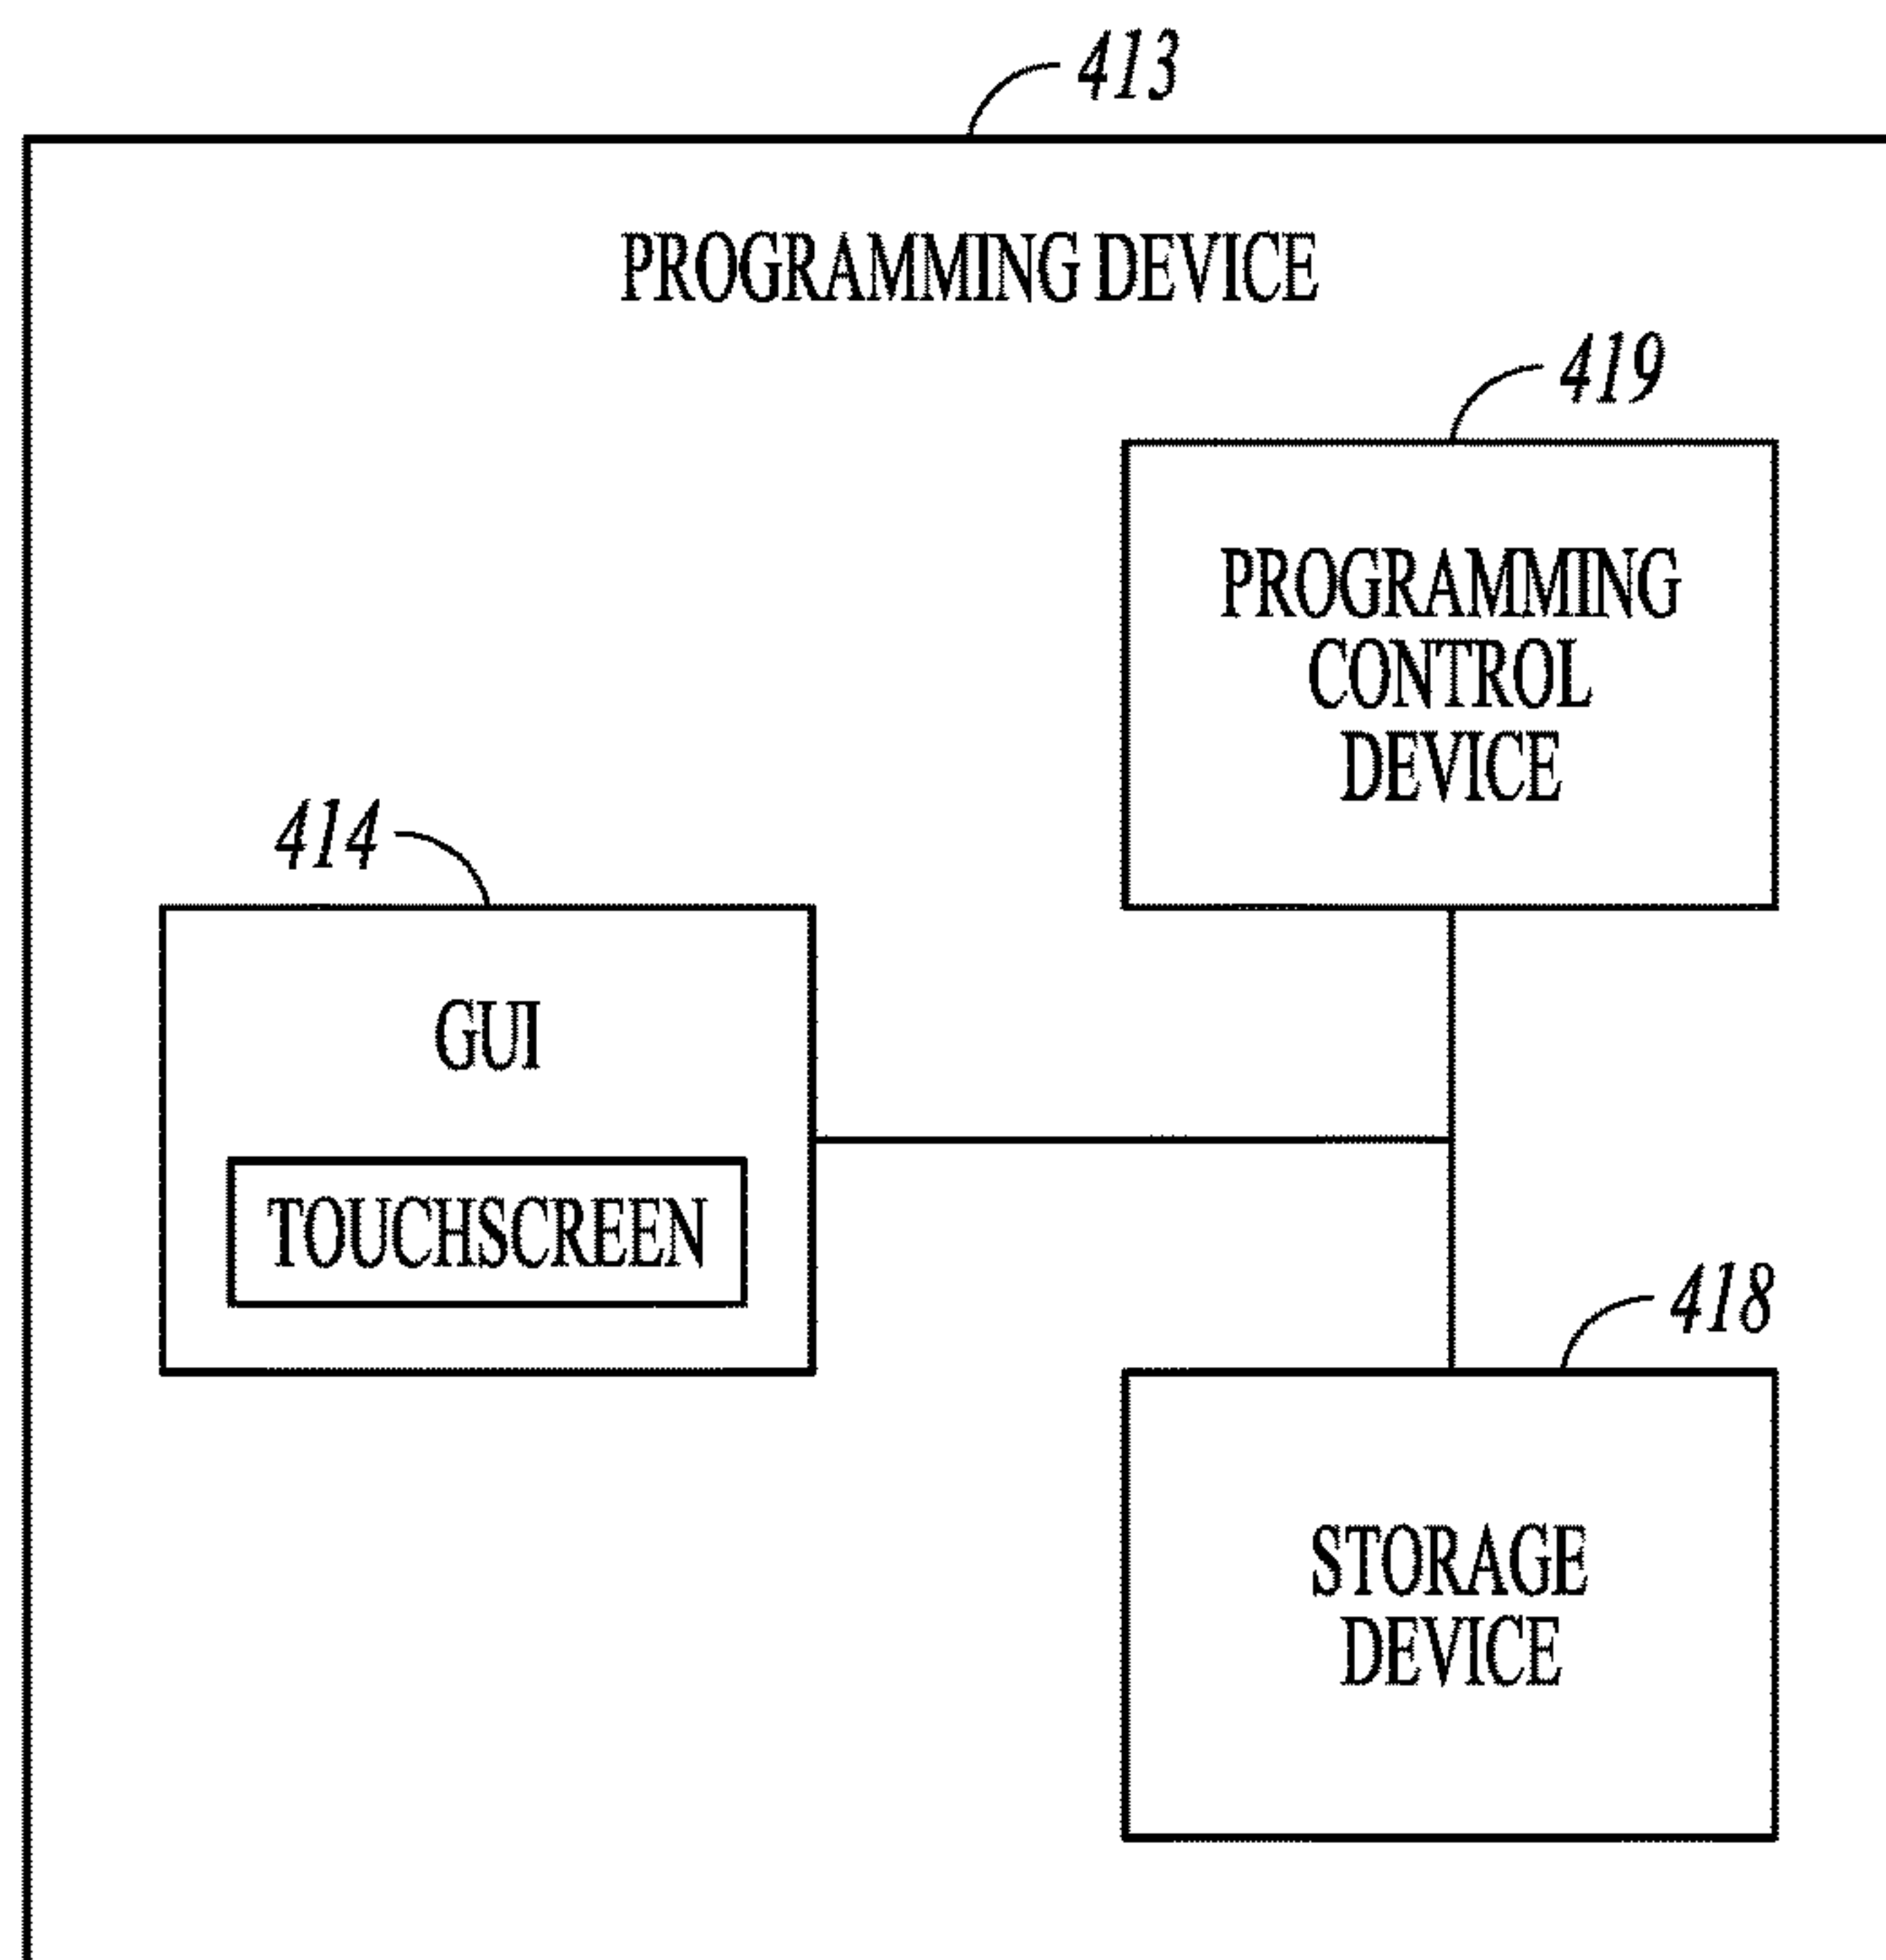 413
PROGRAMMING DEVICE
419
PROGRAMMING
CONTROL
DEVICE
414
GUI
TOUCHSCREEN
418
STORAGE
DEVICE